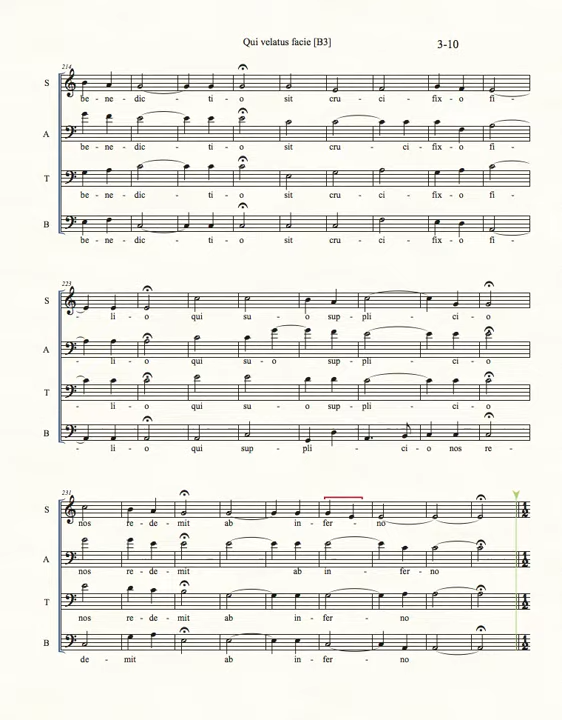 Qui velatus facie [B3]
3-10
214
S
be - ne - dic - ti - o sit cru - ci - fix - o fi -
A
be - ne - dic - ti - o sit cru - ci - fix - o fi -
T
be - ne - dic - ti - o sit cru - ci - fix - o fi -
B
be - ne - dic - ti - o sit cru - ci - fix - o fi -
223
S
- li - o qui su - o sup - pli - ci - o
A
- li - o qui su - o sup - pli - ci - o
T
- li - o qui su - o sup - pli - ci - o
B
- li - o qui sup - pli - ci - o nos re -
231
S
nos re - de - mit ab in - fer - no
A
nos re - de - mit ab in - fer - no
T
nos re - de - mit ab in - fer - no
B
de - mit ab in - fer - no